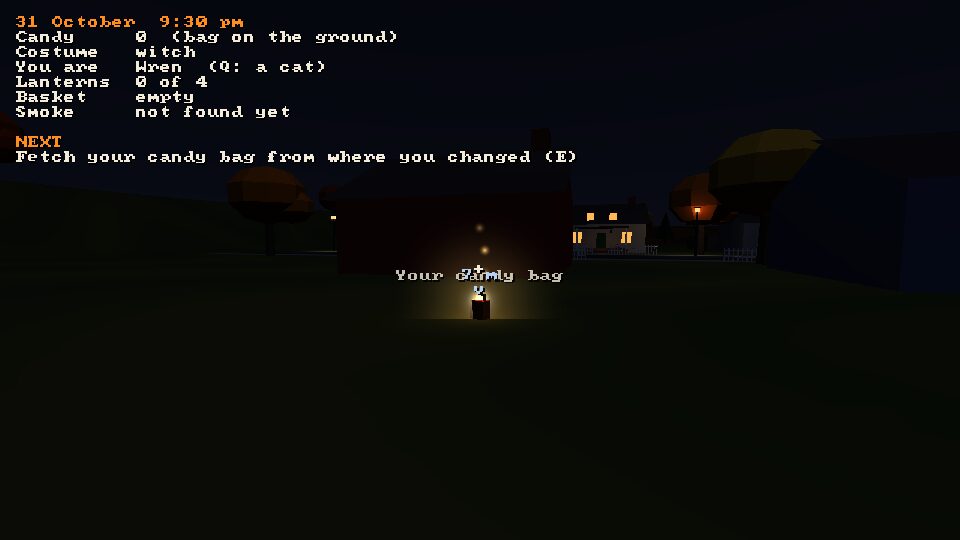 31 October 9:30 pm
Candy 0 (bag on the ground)
Costume witch
You are Wren (Q: a cat)
Lanterns 0 of 4
Basket empty
Smoke not found yet
NEXT
Fetch your candy bag from where you changed (E)
Your candy bag